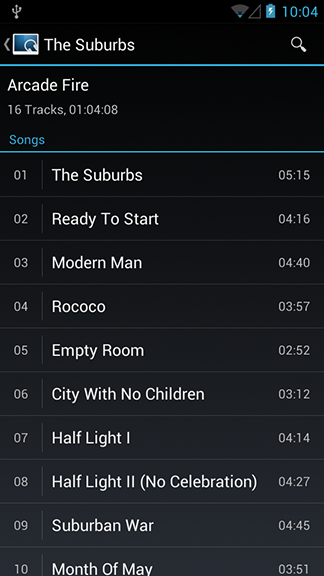 10:04
The Suburbs
Arcade Fire
16 Tracks, 01:04:08
Songs
01 The Suburbs 05:15
02 Ready To Start 04:16
03 Modern Man 04:40
04 Rococo 03:57
05 Empty Room 02:52
06 City With No Children 03:12
07 Half Light I 04:14
08 Half Light II (No Celebration) 04:27
09 Suburban War 04:45
10 Month Of May 03:51